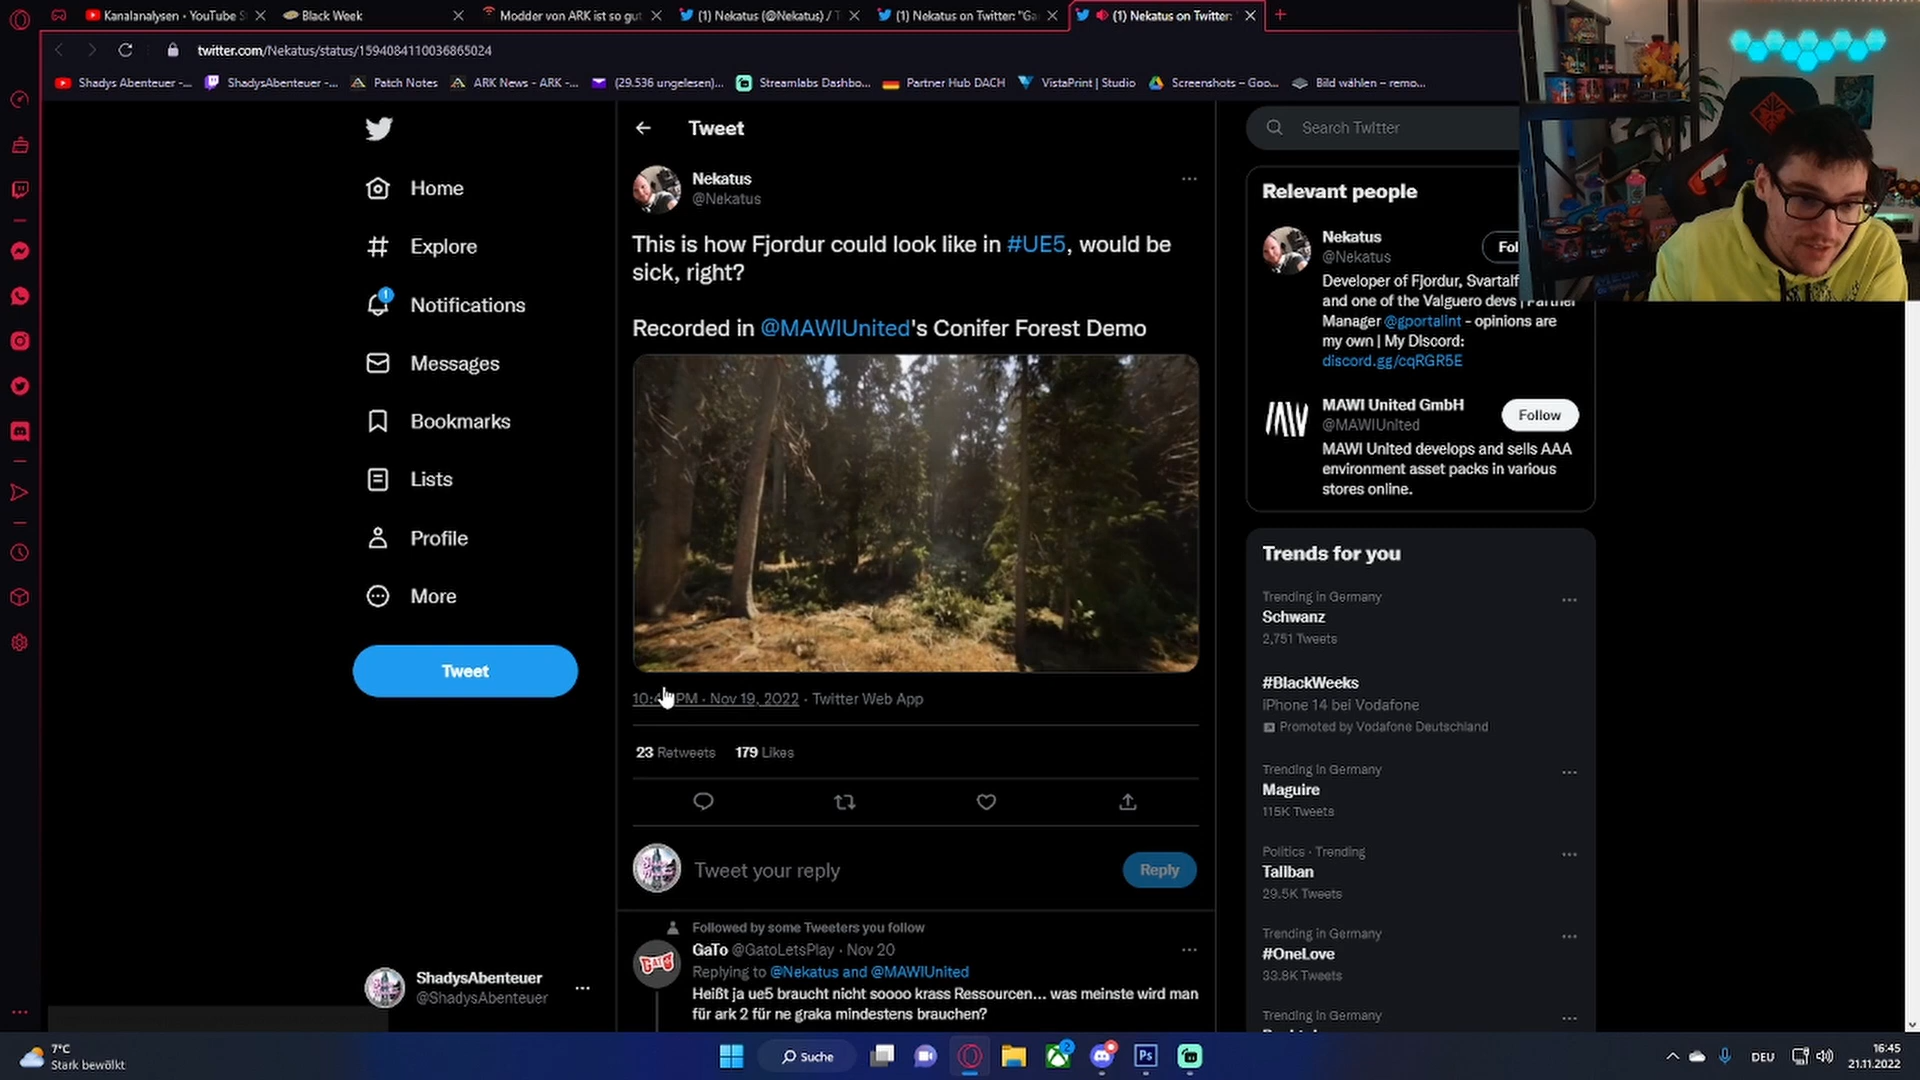 Kanalanalysen - YouTube S
Black Week
Modder von ARK ist so gut
(1) Nekatus (@Nekatus) / T
(1) Nekatus on Twitter: "Ga
(1) Nekatus on Twitter: "
twitter.com/Nekatus/status/1594084110036865024
Shadys Abenteuer -...
ShadysAbenteuer -...
Patch Notes
ARK News - ARK -...
(29.536 ungelesen)...
Streamlabs Dashbo...
Partner Hub DACH
VistaPrint | Studio
Screenshots – Goo...
Bild wählen – remo...
Home
Explore
1
Notifications
Messages
Bookmarks
Lists
Profile
More
Tweet
ShadysAbenteuer
@ShadysAbenteuer
Tweet
Nekatus
@Nekatus
This is how Fjordur could look like in #UE5, would be
sick, right?
Recorded in @MAWIUnited's Conifer Forest Demo
PM · Nov 19, 2022 · Twitter Web App
23 Retweets 179 Likes
Tweet your reply
Reply
Followed by some Tweeters you follow
GaTo @GatoLetsPlay · Nov 20
Replying to @Nekatus and @MAWIUnited
Heißt ja ue5 braucht nicht soooo krass Ressourcen... was meinste wird man
für ark 2 für ne graka mindestens brauchen?
Search Twitter
Relevant people
Nekatus
@Nekatus
Fol
Developer of Fjordur, Svartalf
and one of the Valguero devs | Partner
Manager @gportalint - opinions are
my own | My Discord:
discord.gg/cqRGR5E
MAWI United GmbH
@MAWIUnited
Follow
MAWI United develops and sells AAA
environment asset packs in various
stores online.
Trends for you
Trending in Germany
Schwanz
2,751 Tweets
#BlackWeeks
iPhone 14 bei Vodafone
Promoted by Vodafone Deutschland
Trending in Germany
Maguire
115K Tweets
Politics · Trending
Taliban
29.5K Tweets
Trending in Germany
#OneLove
33.8K Tweets
Trending in Germany
7°C
Stark bewölkt
Suche
2
Ps
DEU
16:45
21.11.2022